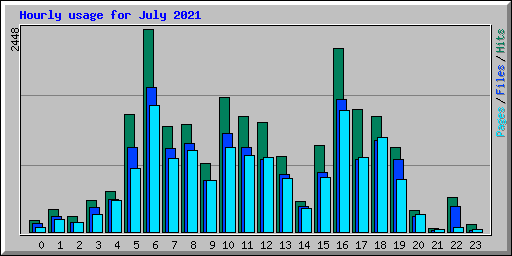 Hourly usage for July 2021
2448
Pages / Files / Hits
0 1 2 3 4 5 6 7 8 9 10 11 12 13 14 15 16 17 18 19 20 21 22 23